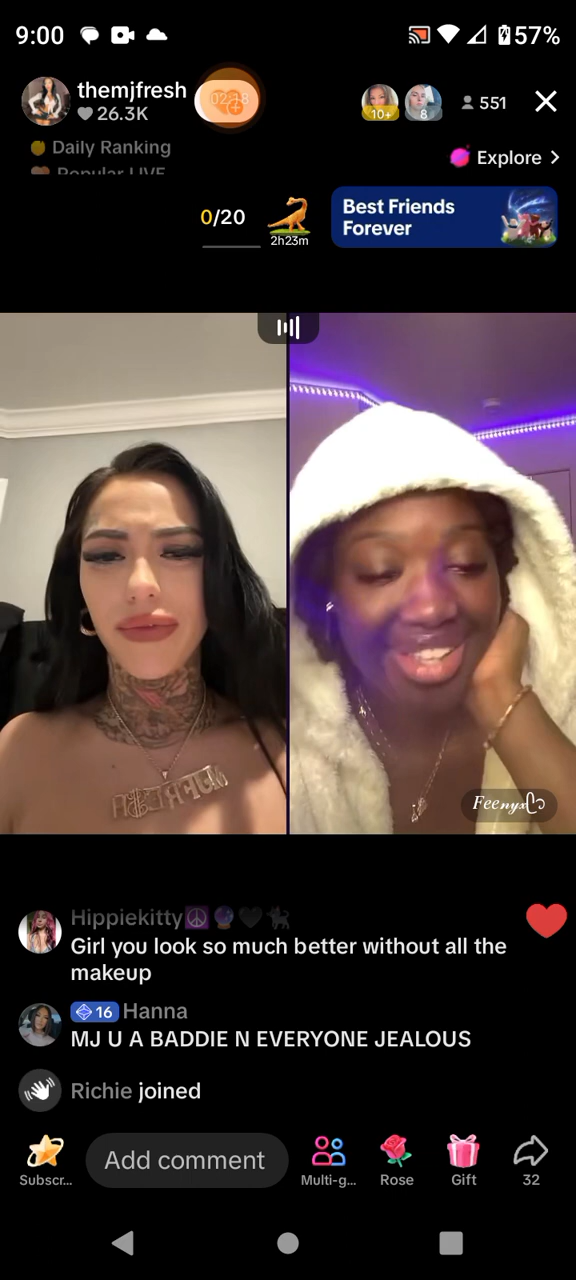 9:00
57%
themjfresh
26.3K
10+
8
551
Daily Ranking
Explore >
Popular LIVE
0/20
2h23m
Best Friends
Forever
Feenyx
Hippiekitty
Girl you look so much better without all the
makeup
16 Hanna
MJ U A BADDIE N EVERYONE JEALOUS
Richie joined
Subscr...
Add comment
Multi-g...
Rose
Gift
32